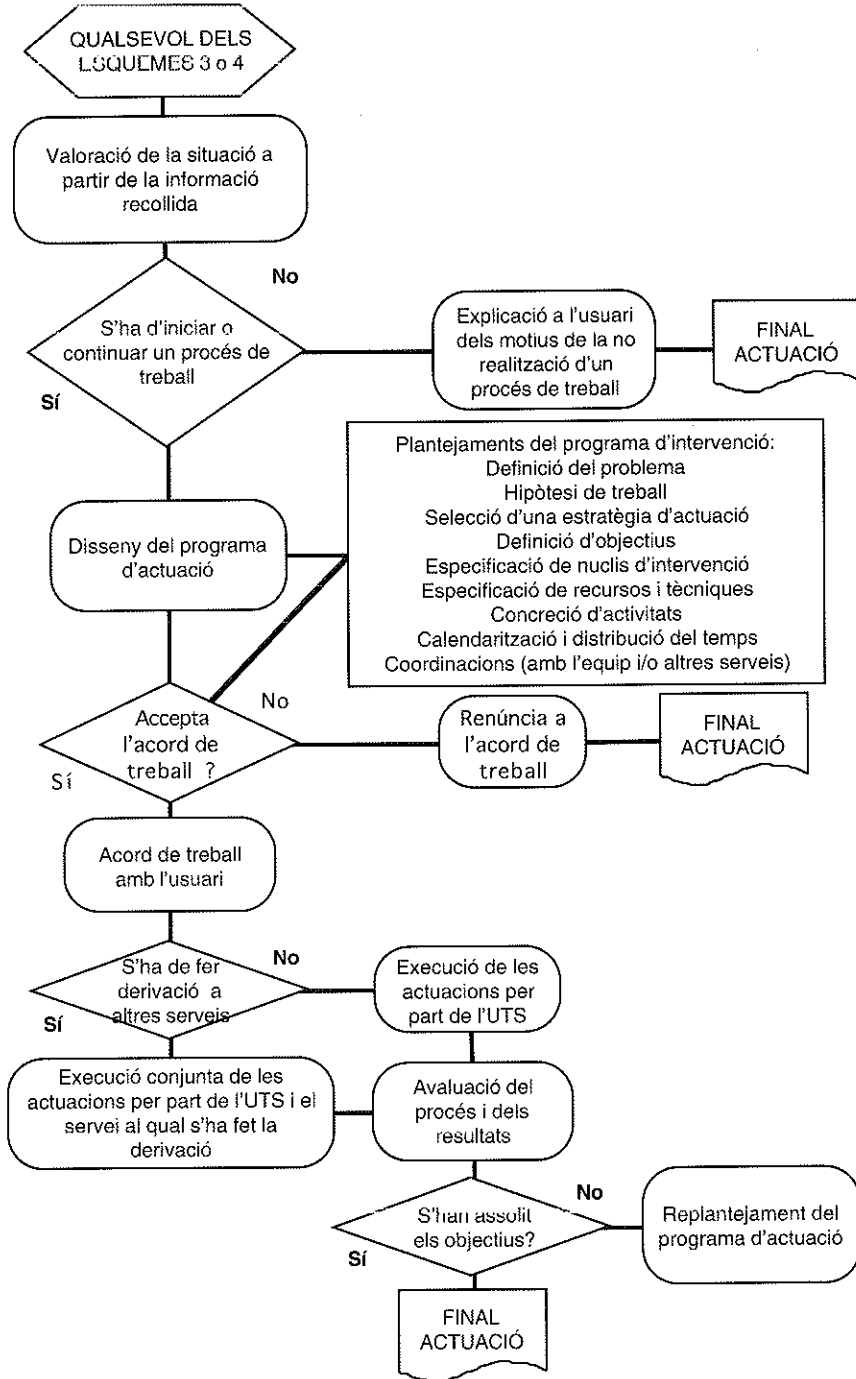 QUALSEVOL DELS
ESQUEMES 3 o 4
Valoració de la situació a
partir de la informació
recollida
No
S'ha d'iniciar o
continuar un procés de
treball
Sí
Explicació a l'usuari
dels motius de la no
realització d'un
procés de treball
FINAL
ACTUACIÓ
Plantejaments del programa d'intervenció:
Definició del problema
Hipòtesi de treball
Selecció d'una estratègia d'actuació
Definició d'objectius
Especificació de nuclis d'intervenció
Especificació de recursos i tècniques
Concreció d'activitats
Calendarització i distribució del temps
Coordinacions (amb l'equip i/o altres serveis)
Disseny del programa
d'actuació
No
Accepta
l'acord de
treball ?
Sí
Renúncia a
l'acord de
treball
FINAL
ACTUACIÓ
Acord de treball
amb l'usuari
No
S'ha de fer
derivació a
altres serveis
Sí
Execució de les
actuacions per
part de l'UTS
Execució conjunta de les
actuacions per part de l'UTS i el
servei al qual s'ha fet la
derivació
Avaluació del
procés i dels
resultats
No
S'han assolit
els objectius?
Sí
Replantejament del
programa d'actuació
FINAL
ACTUACIÓ